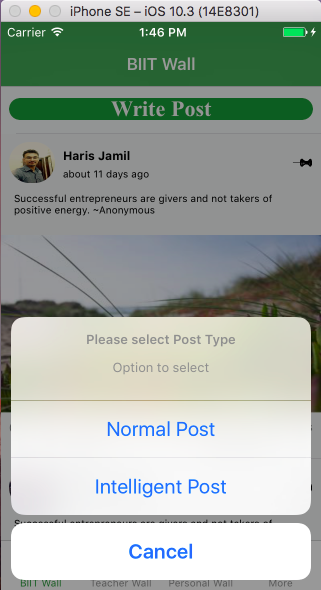 iPhone SE – iOS 10.3 (14E8301)
Carrier 1:46 PM
BIIT Wall
Write Post
Haris Jamil
about 11 days ago
Successful entrepreneurs are givers and not takers of
positive energy. ~Anonymous
Please select Post Type
Option to select
Normal Post
Intelligent Post
Successful entrepreneurs are givers and not takers of
Cancel
BIIT Wall Teacher Wall Personal Wall More